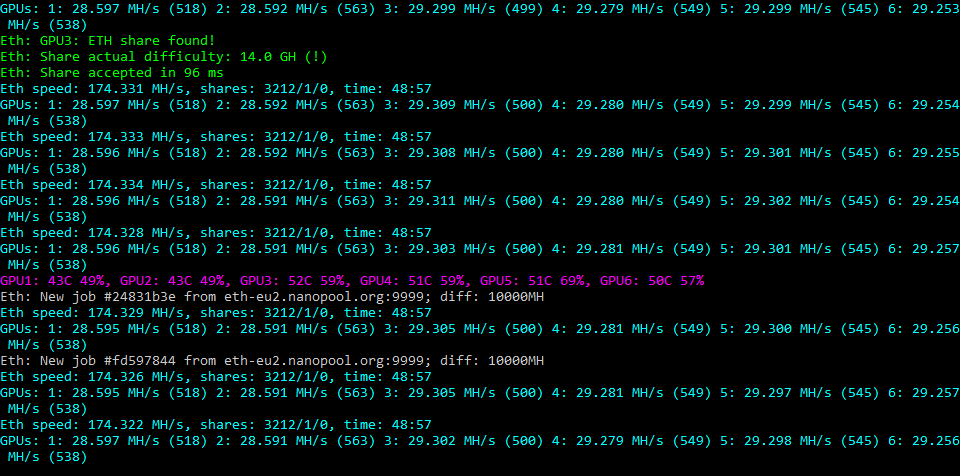 GPUs: 1: 28.597 MH/s (518) 2: 28.592 MH/s (563) 3: 29.299 MH/s (499) 4: 29.279 MH/s (549) 5: 29.299 MH/s (545) 6: 29.253
MH/s (538)
Eth: GPU3: ETH share found!
Eth: Share actual difficulty: 14.0 GH (!)
Eth: Share accepted in 96 ms
Eth speed: 174.331 MH/s, shares: 3212/1/0, time: 48:57
GPUs: 1: 28.597 MH/s (518) 2: 28.592 MH/s (563) 3: 29.309 MH/s (500) 4: 29.280 MH/s (549) 5: 29.299 MH/s (545) 6: 29.254
MH/s (538)
Eth speed: 174.333 MH/s, shares: 3212/1/0, time: 48:57
GPUs: 1: 28.596 MH/s (518) 2: 28.592 MH/s (563) 3: 29.308 MH/s (500) 4: 29.280 MH/s (549) 5: 29.301 MH/s (545) 6: 29.255
MH/s (538)
Eth speed: 174.334 MH/s, shares: 3212/1/0, time: 48:57
GPUs: 1: 28.596 MH/s (518) 2: 28.591 MH/s (563) 3: 29.311 MH/s (500) 4: 29.280 MH/s (549) 5: 29.302 MH/s (545) 6: 29.254
MH/s (538)
Eth speed: 174.328 MH/s, shares: 3212/1/0, time: 48:57
GPUs: 1: 28.596 MH/s (518) 2: 28.591 MH/s (563) 3: 29.303 MH/s (500) 4: 29.281 MH/s (549) 5: 29.301 MH/s (545) 6: 29.257
MH/s (538)
GPU1: 43C 49%, GPU2: 43C 49%, GPU3: 52C 59%, GPU4: 51C 59%, GPU5: 51C 69%, GPU6: 50C 57%
Eth: New job #24831b3e from eth-eu2.nanopool.org:9999; diff: 10000MH
Eth speed: 174.329 MH/s, shares: 3212/1/0, time: 48:57
GPUs: 1: 28.595 MH/s (518) 2: 28.591 MH/s (563) 3: 29.305 MH/s (500) 4: 29.281 MH/s (549) 5: 29.300 MH/s (545) 6: 29.256
MH/s (538)
Eth: New job #fd597844 from eth-eu2.nanopool.org:9999; diff: 10000MH
Eth speed: 174.326 MH/s, shares: 3212/1/0, time: 48:57
GPUs: 1: 28.595 MH/s (518) 2: 28.591 MH/s (563) 3: 29.305 MH/s (500) 4: 29.281 MH/s (549) 5: 29.297 MH/s (545) 6: 29.257
MH/s (538)
Eth speed: 174.322 MH/s, shares: 3212/1/0, time: 48:57
GPUs: 1: 28.597 MH/s (518) 2: 28.591 MH/s (563) 3: 29.302 MH/s (500) 4: 29.279 MH/s (549) 5: 29.298 MH/s (545) 6: 29.256
MH/s (538)